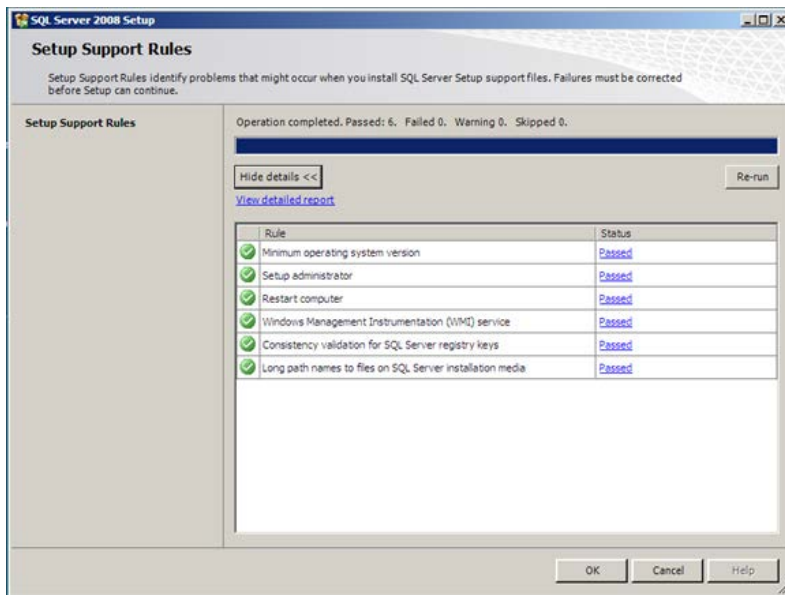 SQL Server 2008 Setup
Setup Support Rules
Setup Support Rules identify problems that might occur when you install SQL Server Setup support files. Failures must be corrected
before Setup can continue.
Setup Support Rules
Operation completed. Passed: 6. Failed 0. Warning 0. Skipped 0.
Hide details <<
Re-run
View detailed report
Rule Status
Minimum operating system version Passed
Setup administrator Passed
Restart computer Passed
Windows Management Instrumentation (WMI) service Passed
Consistency validation for SQL Server registry keys Passed
Long path names to files on SQL Server installation media Passed
OK Cancel Help